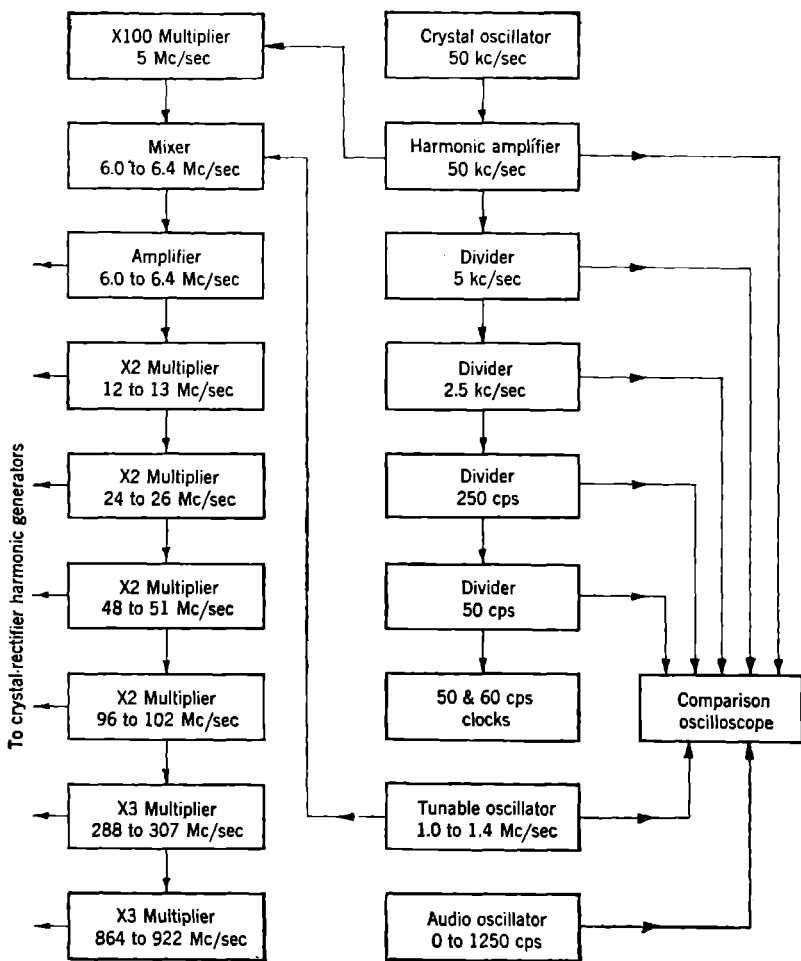 X100 Multiplier
5 Mc/sec
Mixer
6.0 to 6.4 Mc/sec
Amplifier
6.0 to 6.4 Mc/sec
X2 Multiplier
12 to 13 Mc/sec
X2 Multiplier
24 to 26 Mc/sec
X2 Multiplier
48 to 51 Mc/sec
X2 Multiplier
96 to 102 Mc/sec
X3 Multiplier
288 to 307 Mc/sec
X3 Multiplier
864 to 922 Mc/sec
To crystal-rectifier harmonic generators
Crystal oscillator
50 kc/sec
Harmonic amplifier
50 kc/sec
Divider
5 kc/sec
Divider
2.5 kc/sec
Divider
250 cps
Divider
50 cps
50 & 60 cps
clocks
Tunable oscillator
1.0 to 1.4 Mc/sec
Audio oscillator
0 to 1250 cps
Comparison
oscilloscope